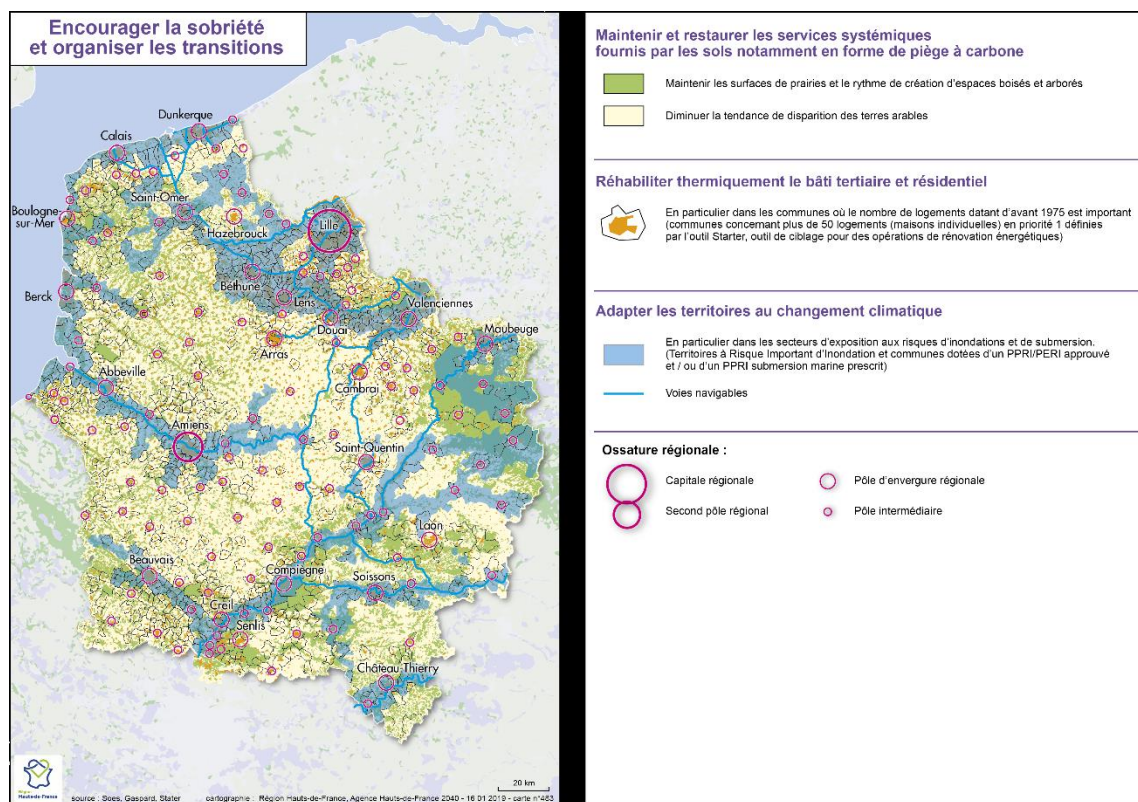 Encourager la sobriété
et organiser les transitions
Dunkerque
Calais
Saint-Omer
Boulogne-
sur-Mer
Hazebrouck
Lille
Béthune
Berck
Lens
Valenciennes
Douai
Maubeuge
Arras
Abbeville
Cambrai
Amiens
Saint-Quentin
Laon
Beauvais
Compiègne
Soissons
Creil
Senlis
Château-Thierry
20 km
Région
Hauts-de-France
source : Soes, Gaspard, Stater
cartographie : Région Hauts-de-France, Agence Hauts-de-France 2040 - 16 01 2019 - carte n°483
Maintenir et restaurer les services systémiques
fournis par les sols notamment en forme de piège à carbone
Maintenir les surfaces de prairies et le rythme de création d'espaces boisés et arborés
Diminuer la tendance de disparition des terres arables
Réhabiliter thermiquement le bâti tertiaire et résidentiel
En particulier dans les communes où le nombre de logements datant d'avant 1975 est important
(communes concernant plus de 50 logements (maisons individuelles) en priorité 1 définies
par l'outil Starter, outil de ciblage pour des opérations de rénovation énergétiques)
Adapter les territoires au changement climatique
En particulier dans les secteurs d'exposition aux risques d'inondations et de submersion.
(Territoires à Risque Important d'Inondation et communes dotées d'un PPRI/PERI approuvé
et / ou d'un PPRI submersion marine prescrit)
Voies navigables
Ossature régionale :
Capitale régionale
Pôle d'envergure régionale
Second pôle régional
Pôle intermédiaire